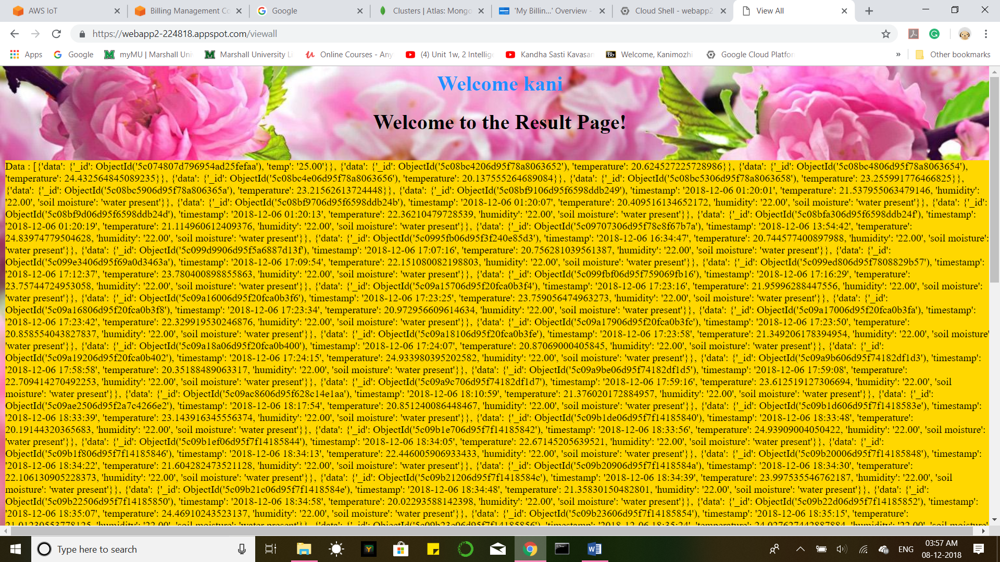 AWS IoT
Billing Management Co
Google
Clusters | Atlas: Mongo
'My Billin...' Overview -
Cloud Shell - webapp2
View All
https://webapp2-224818.appspot.com/viewall
Apps
Google
myMU | Marshall Uni
Marshall University Li
Online Courses - Any
(4) Unit 1w, 2 Intellige
Kandha Sasti Kavasam
Welcome, Kanimozhi
Google Cloud Platfor
»
Other bookmarks
Welcome kani
Welcome to the Result Page!
Data : [{'data': {'_id': ObjectId('5c074807d796954ad25fefaa'), 'temp': '25.00'}}, {'data': {'_id': ObjectId('5c08bc4206d95f78a8063652'), 'temperature': 20.624527225728986}}, {'data': {'_id': ObjectId('5c08bc4806d95f78a8063654'),
'temperature': 24.432564845089235}}, {'data': {'_id': ObjectId('5c08bc4e06d95f78a8063656'), 'temperature': 20.137555264689084}}, {'data': {'_id': ObjectId('5c08bc5306d95f78a8063658'), 'temperature': 23.255991776466825}},
{'data': {'_id': ObjectId('5c08bc5906d95f78a806365a'), 'temperature': 23.21562613724448}}, {'data': {'_id': ObjectId('5c08bf9106d95f6598ddb249'), 'timestamp': '2018-12-06 01:20:01', 'temperature': 21.537955063479146, 'humidity':
'22.00', 'soil moisture': 'water present'}}, {'data': {'_id': ObjectId('5c08bf9706d95f6598ddb24b'), 'timestamp': '2018-12-06 01:20:07', 'temperature': 20.409516134652172, 'humidity': '22.00', 'soil moisture': 'water present'}}, {'data': {'_id':
ObjectId('5c08bf9d06d95f6598ddb24d'), 'timestamp': '2018-12-06 01:20:13', 'temperature': 22.36210479728539, 'humidity': '22.00', 'soil moisture': 'water present'}}, {'data': {'_id': ObjectId('5c08bfa306d95f6598ddb24f'), 'timestamp':
'2018-12-06 01:20:19', 'temperature': 21.114960612409376, 'humidity': '22.00', 'soil moisture': 'water present'}}, {'data': {'_id': ObjectId('5c09707306d95f78c8f67b7a'), 'timestamp': '2018-12-06 13:54:42', 'temperature':
24.83974779504628, 'humidity': '22.00', 'soil moisture': 'water present'}}, {'data': {'_id': ObjectId('5c0995fb06d95f3f240e85d3'), 'timestamp': '2018-12-06 16:34:47', 'temperature': 20.744577400897988, 'humidity': '22.00', 'soil moisture':
'water present'}}, {'data': {'_id': ObjectId('5c099d9906d95f5a6887d13f'), 'timestamp': '2018-12-06 17:07:16', 'temperature': 20.756281039561387, 'humidity': '22.00', 'soil moisture': 'water present'}}, {'data': {'_id':
ObjectId('5c099e3406d95f69a0d3463a'), 'timestamp': '2018-12-06 17:09:54', 'temperature': 22.151080082198803, 'humidity': '22.00', 'soil moisture': 'water present'}}, {'data': {'_id': ObjectId('5c099ed806d95f7808829b57'), 'timestamp':
'2018-12-06 17:12:37', 'temperature': 23.780400898855863, 'humidity': '22.00', 'soil moisture': 'water present'}}, {'data': {'_id': ObjectId('5c099fbf06d95f759069fb16'), 'timestamp': '2018-12-06 17:16:29', 'temperature':
23.75744724953058, 'humidity': '22.00', 'soil moisture': 'water present'}}, {'data': {'_id': ObjectId('5c09a15706d95f20fca0b3f4'), 'timestamp': '2018-12-06 17:23:16', 'temperature': 21.95996288447556, 'humidity': '22.00', 'soil moisture':
'water present'}}, {'data': {'_id': ObjectId('5c09a16006d95f20fca0b3f6'), 'timestamp': '2018-12-06 17:23:25', 'temperature': 23.759056474963273, 'humidity': '22.00', 'soil moisture': 'water present'}}, {'data': {'_id':
ObjectId('5c09a16806d95f20fca0b3f8'), 'timestamp': '2018-12-06 17:23:34', 'temperature': 20.972956609614634, 'humidity': '22.00', 'soil moisture': 'water present'}}, {'data': {'_id': ObjectId('5c09a17006d95f20fca0b3fa'), 'timestamp':
'2018-12-06 17:23:42', 'temperature': 22.329919530246876, 'humidity': '22.00', 'soil moisture': 'water present'}}, {'data': {'_id': ObjectId('5c09a17906d95f20fca0b3fc'), 'timestamp': '2018-12-06 17:23:50', 'temperature':
20.858554043827837, 'humidity': '22.00', 'soil moisture': 'water present'}}, {'data': {'_id': ObjectId('5c09a18106d95f20fca0b3fe'), 'timestamp': '2018-12-06 17:23:58', 'temperature': 21.349206178394954, 'humidity': '22.00', 'soil moisture':
'water present'}}, {'data': {'_id': ObjectId('5c09a18a06d95f20fca0b400'), 'timestamp': '2018-12-06 17:24:07', 'temperature': 20.87069000405845, 'humidity': '22.00', 'soil moisture': 'water present'}}, {'data': {'_id':
ObjectId('5c09a19206d95f20fca0b402'), 'timestamp': '2018-12-06 17:24:15', 'temperature': 24.933980395202582, 'humidity': '22.00', 'soil moisture': 'water present'}}, {'data': {'_id': ObjectId('5c09a9b606d95f74182df1d3'), 'timestamp':
'2018-12-06 17:58:58', 'temperature': 20.35188489063317, 'humidity': '22.00', 'soil moisture': 'water present'}}, {'data': {'_id': ObjectId('5c09a9be06d95f74182df1d5'), 'timestamp': '2018-12-06 17:59:08', 'temperature':
22.709414270492253, 'humidity': '22.00', 'soil moisture': 'water present'}}, {'data': {'_id': ObjectId('5c09a9c706d95f74182df1d7'), 'timestamp': '2018-12-06 17:59:16', 'temperature': 23.612519127306694, 'humidity': '22.00', 'soil
moisture': 'water present'}}, {'data': {'_id': ObjectId('5c09ac8606d95f628c14e1aa'), 'timestamp': '2018-12-06 18:10:59', 'temperature': 21.376020172884957, 'humidity': '22.00', 'soil moisture': 'water present'}}, {'data': {'_id':
ObjectId('5c09ae2506d95f2a7c4266e2'), 'timestamp': '2018-12-06 18:17:54', 'temperature': 20.851240086448467, 'humidity': '22.00', 'soil moisture': 'water present'}}, {'data': {'_id': ObjectId('5c09b1d606d95f7f1418583e'), 'timestamp':
'2018-12-06 18:33:39', 'temperature': 23.143916345556374, 'humidity': '22.00', 'soil moisture': 'water present'}}, {'data': {'_id': ObjectId('5c09b1de06d95f7f14185840'), 'timestamp': '2018-12-06 18:33:48', 'temperature':
20.19144320365683, 'humidity': '22.00', 'soil moisture': 'water present'}}, {'data': {'_id': ObjectId('5c09b1e706d95f7f14185842'), 'timestamp': '2018-12-06 18:33:56', 'temperature': 24.93909004050422, 'humidity': '22.00', 'soil moisture':
'water present'}}, {'data': {'_id': ObjectId('5c09b1ef06d95f7f14185844'), 'timestamp': '2018-12-06 18:34:05', 'temperature': 22.67145205639521, 'humidity': '22.00', 'soil moisture': 'water present'}}, {'data': {'_id':
ObjectId('5c09b1f806d95f7f14185846'), 'timestamp': '2018-12-06 18:34:13', 'temperature': 22.446005906933433, 'humidity': '22.00', 'soil moisture': 'water present'}}, {'data': {'_id': ObjectId('5c09b20006d95f7f14185848'), 'timestamp':
'2018-12-06 18:34:22', 'temperature': 21.604282473521128, 'humidity': '22.00', 'soil moisture': 'water present'}}, {'data': {'_id': ObjectId('5c09b20906d95f7f1418584a'), 'timestamp': '2018-12-06 18:34:30', 'temperature':
22.106130905228373, 'humidity': '22.00', 'soil moisture': 'water present'}}, {'data': {'_id': ObjectId('5c09b21206d95f7f1418584c'), 'timestamp': '2018-12-06 18:34:39', 'temperature': 23.997535546762187, 'humidity': '22.00', 'soil
moisture': 'water present'}}, {'data': {'_id': ObjectId('5c09b21c06d95f7f1418584e'), 'timestamp': '2018-12-06 18:34:48', 'temperature': 21.35830150482801, 'humidity': '22.00', 'soil moisture': 'water present'}}, {'data': {'_id':
ObjectId('5c09b22506d95f7f14185850'), 'timestamp': '2018-12-06 18:34:58', 'temperature': 20.02293588142398, 'humidity': '22.00', 'soil moisture': 'water present'}}, {'data': {'_id': ObjectId('5c09b22d06d95f7f14185852'), 'timestamp':
'2018-12-06 18:35:07', 'temperature': 24.46910243523137, 'humidity': '22.00', 'soil moisture': 'water present'}}, {'data': {'_id': ObjectId('5c09b23606d95f7f14185854'), 'timestamp': '2018-12-06 18:35:15', 'temperature':
21.01230553778125, 'humidity': '22.00', 'soil moisture': 'water present'}}, {'data': {'_id': ObjectId('5c09b23e06d95f7f14185856'), 'timestamp': '2018-12-06 18:35:24', 'temperature': 24.027627442887884, 'humidity': '22.00', 'soil moisture':
Type here to search
ENG
03:57 AM
08-12-2018